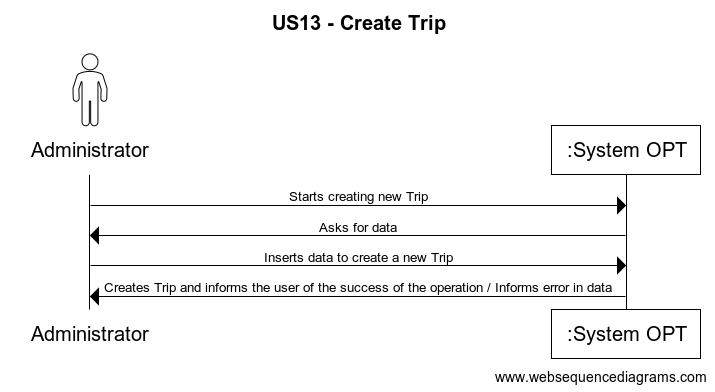 US13 - Create Trip
Administrator
:System OPT
Starts creating new Trip
Asks for data
Inserts data to create a new Trip
Creates Trip and informs the user of the success of the operation / Informs error in data
Administrator
:System OPT
www.websequencediagrams.com